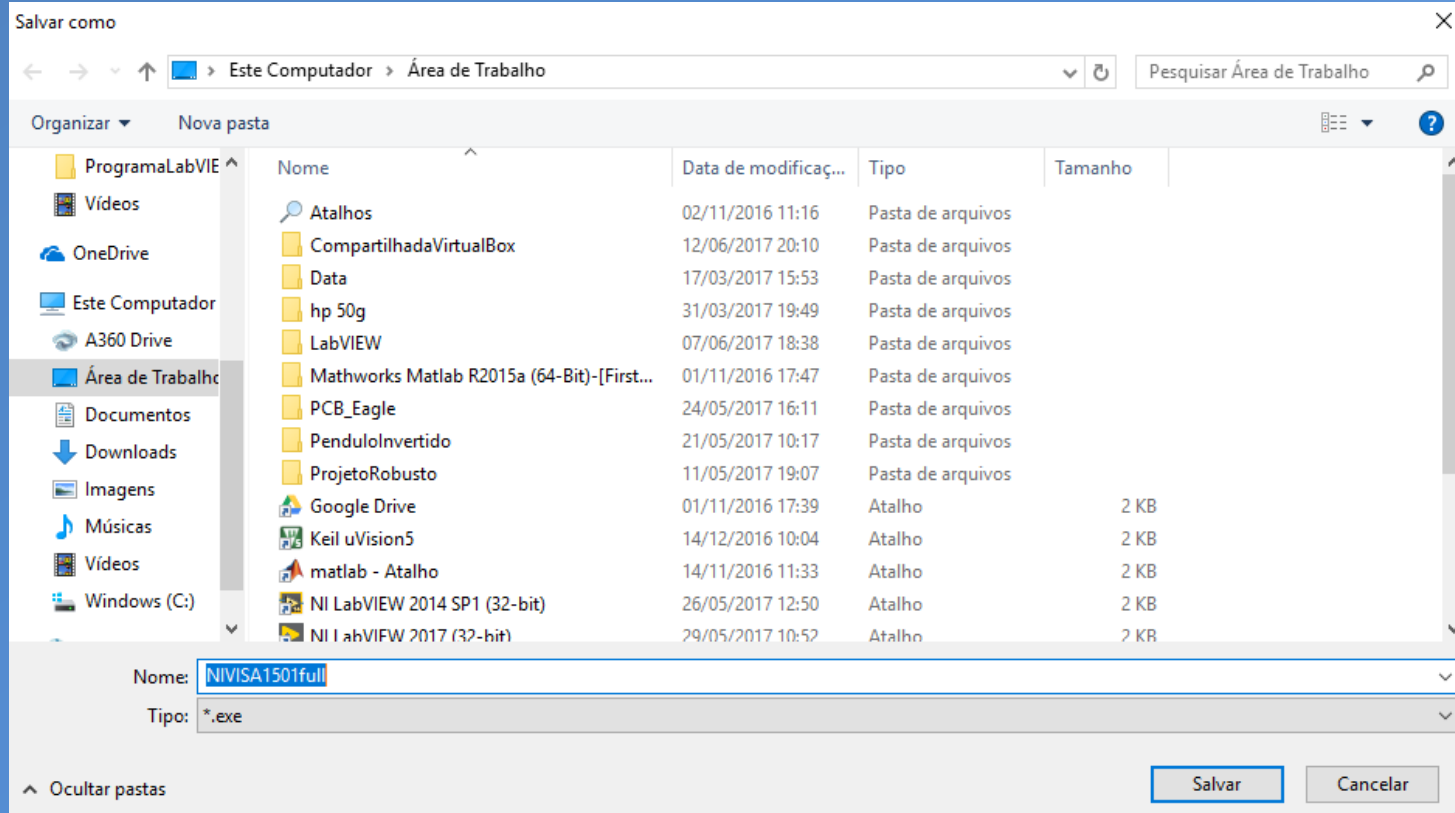 Salvar como
Este Computador > Área de Trabalho
Pesquisar Área de Trabalho
Organizar
Nova pasta
ProgramaLabVIE
Vídeos
OneDrive
Este Computador
A360 Drive
Área de Trabalho
Documentos
Downloads
Imagens
Músicas
Vídeos
Windows (C:)
Nome Data de modificaç... Tipo Tamanho
Atalhos 02/11/2016 11:16 Pasta de arquivos
CompartilhadaVirtualBox 12/06/2017 20:10 Pasta de arquivos
Data 17/03/2017 15:53 Pasta de arquivos
hp 50g 31/03/2017 19:49 Pasta de arquivos
LabVIEW 07/06/2017 18:38 Pasta de arquivos
Mathworks Matlab R2015a (64-Bit)-[First... 01/11/2016 17:47 Pasta de arquivos
PCB_Eagle 24/05/2017 16:11 Pasta de arquivos
PenduloInvertido 21/05/2017 10:17 Pasta de arquivos
ProjetoRobusto 11/05/2017 19:07 Pasta de arquivos
Google Drive 01/11/2016 17:39 Atalho 2 KB
Keil uVision5 14/12/2016 10:04 Atalho 2 KB
matlab - Atalho 14/11/2016 11:33 Atalho 2 KB
NI LabVIEW 2014 SP1 (32-bit) 26/05/2017 12:50 Atalho 2 KB
NI LabVIEW 2017 (32-bit) 29/05/2017 10:52 Atalho 2 KB
Nome: NIVISA1501full
Tipo: *.exe
Ocultar pastas
Salvar
Cancelar